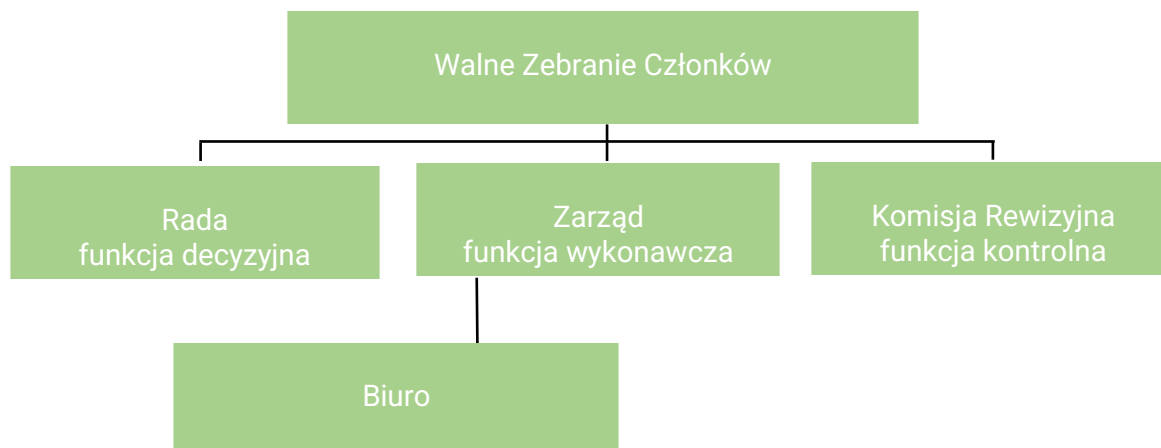 Walne Zebranie Członków
Rada
funkcja decyzyjna
Zarząd
funkcja wykonawcza
Komisja Rewizyjna
funkcja kontrolna
Biuro